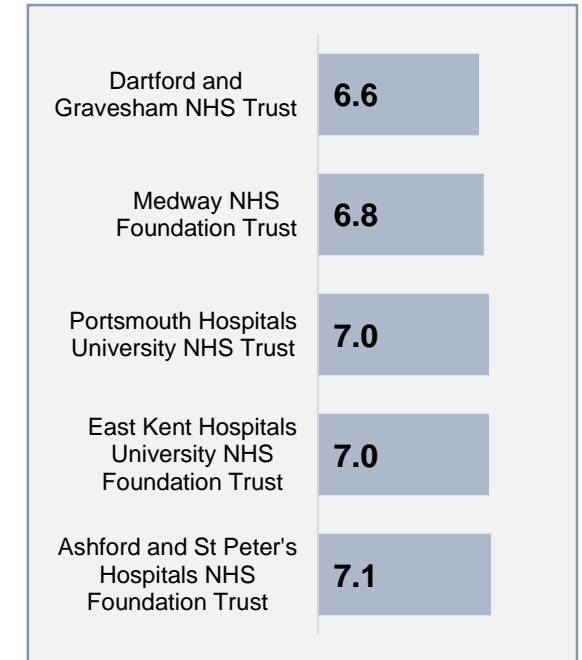 Dartford and
Gravesham NHS Trust
6.6
Medway NHS
Foundation Trust
6.8
Portsmouth Hospitals
University NHS Trust
7.0
East Kent Hospitals
University NHS
Foundation Trust
7.0
Ashford and St Peter's
Hospitals NHS
Foundation Trust
7.1